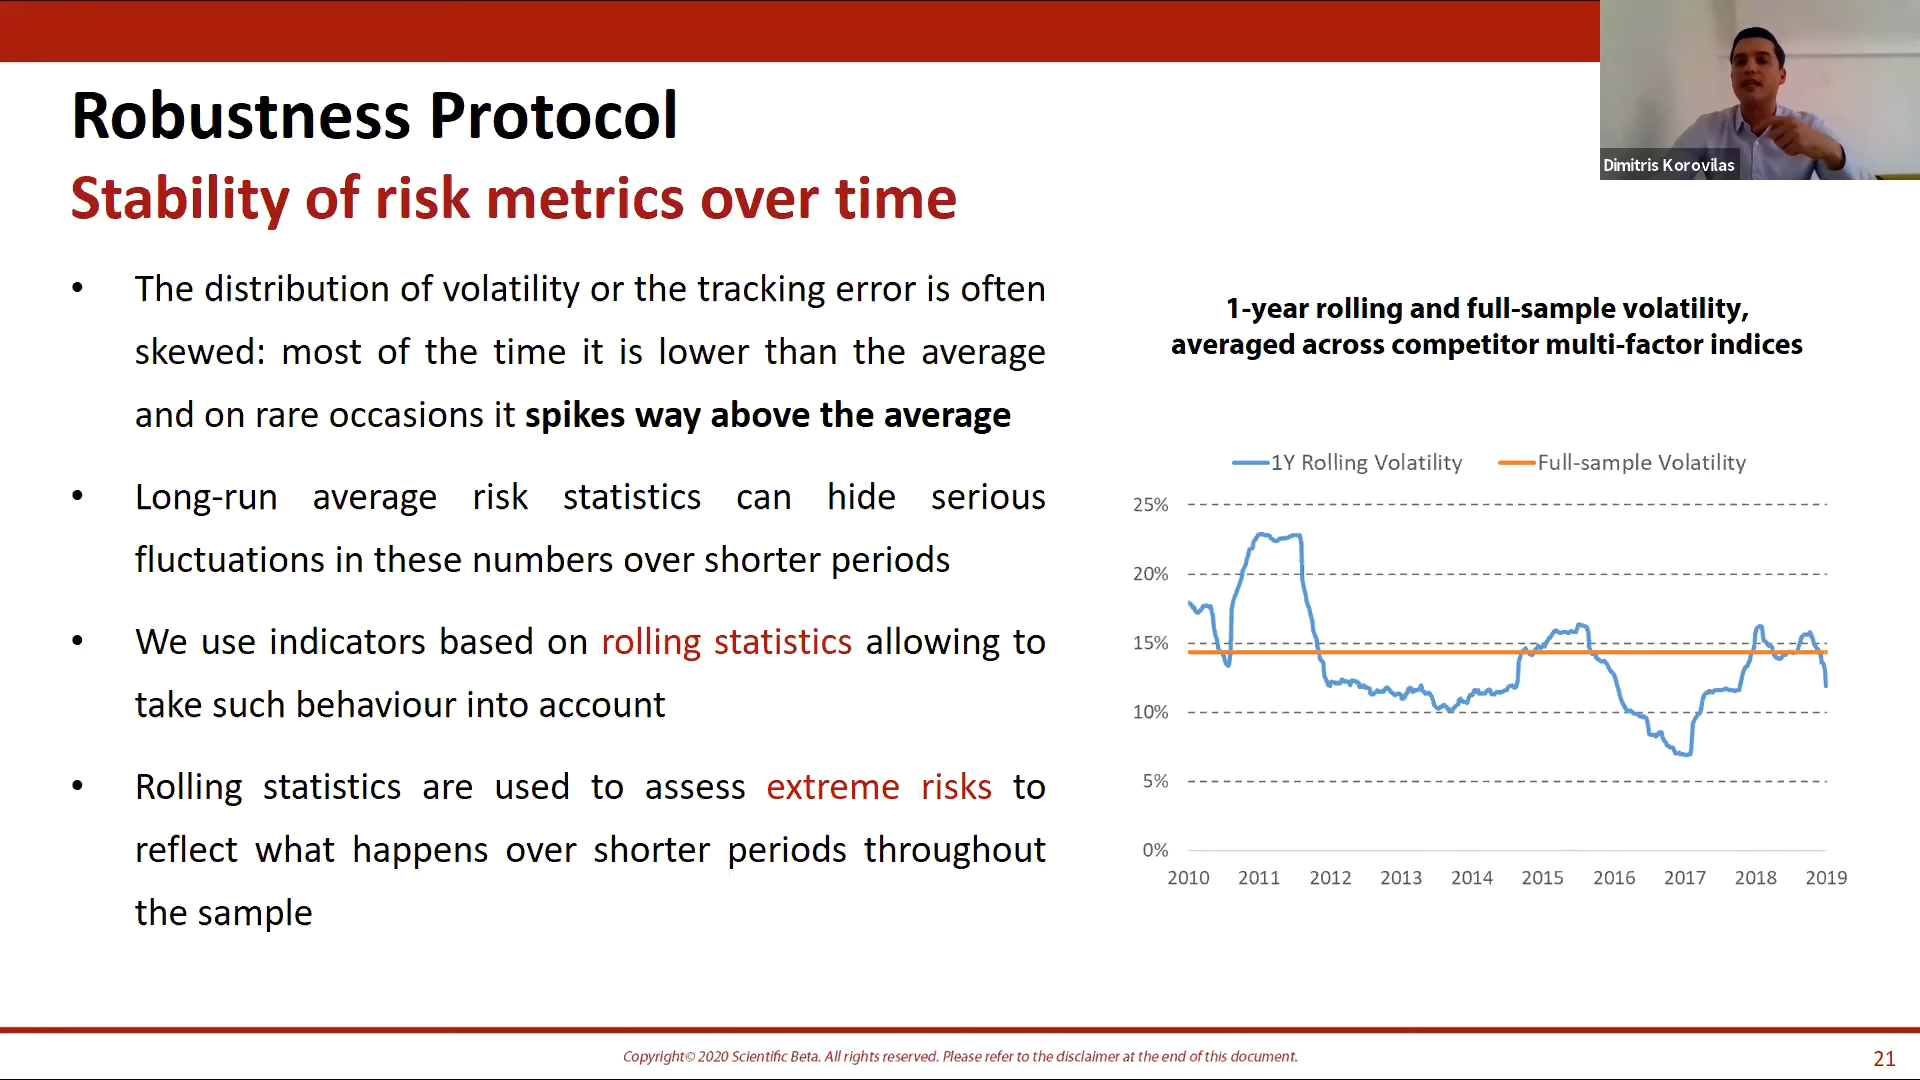 Robustness Protocol
Stability of risk metrics over time
Dimitris Korovilas
• The distribution of volatility or the tracking error is often
skewed: most of the time it is lower than the average
and on rare occasions it spikes way above the average
• Long-run average risk statistics can hide serious
fluctuations in these numbers over shorter periods
• We use indicators based on rolling statistics allowing to
take such behaviour into account
• Rolling statistics are used to assess extreme risks to
reflect what happens over shorter periods throughout
the sample
1-year rolling and full-sample volatility,
averaged across competitor multi-factor indices
1Y Rolling Volatility Full-sample Volatility
25%
20%
15%
10%
5%
0%
2010 2011 2012 2013 2014 2015 2016 2017 2018 2019
Copyright© 2020 Scientific Beta. All rights reserved. Please refer to the disclaimer at the end of this document.
21